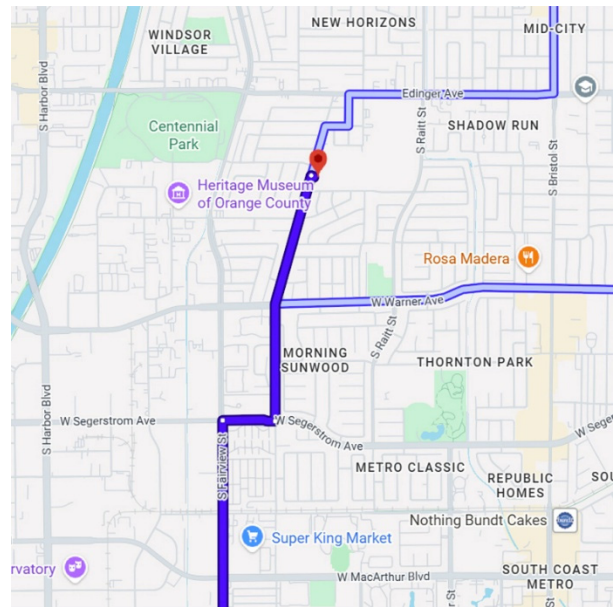 NEW HORIZONS
MID-CITY
WINDSOR
VILLAGE
S Harbor Blvd
Edinger Ave
Centennial
Park
SHADOW RUN
S Raitt St
S Bristol St
Heritage Museum
of Orange County
Rosa Madera
W Warner Ave
MORNING
SUNWOOD
S Raitt St
THORNTON PARK
S Harbor Blvd
W Segerstrom Ave
W Segerstrom Ave
W Seger
S Fairview St
METRO CLASSIC
REPUBLIC
HOMES
SOU
Nothing Bundt Cakes
Super King Market
rvatory
W MacArthur Blvd
SOUTH COAST
METRO